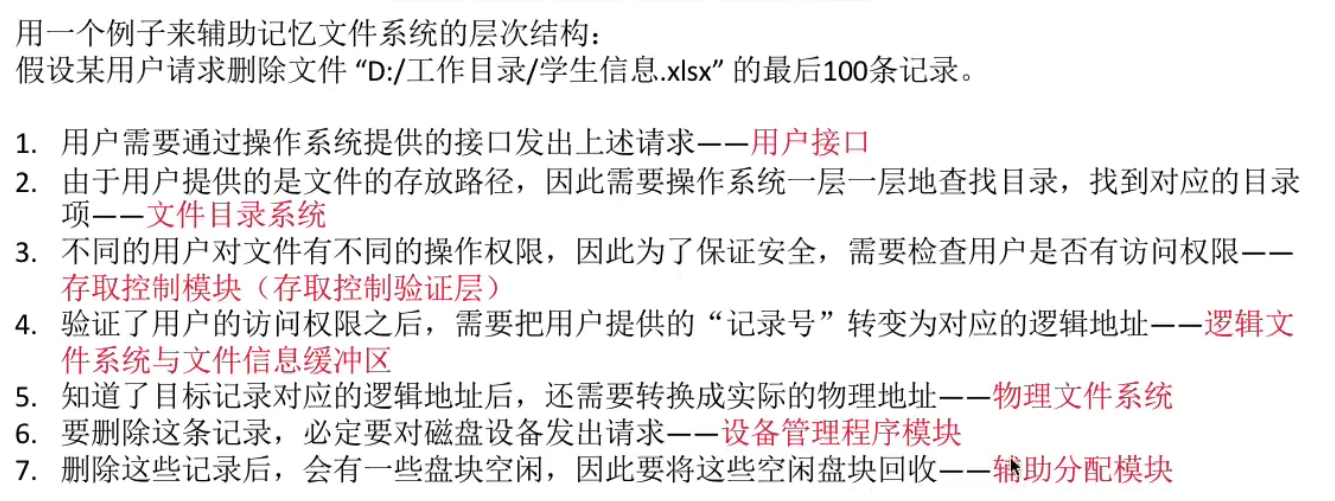 用一个例子来辅助记忆文件系统的层次结构：
假设某用户请求删除文件 “D:/工作目录/学生信息.xlsx” 的最后100条记录。
1. 用户需要通过操作系统提供的接口发出上述请求——用户接口
2. 由于用户提供的是文件的存放路径，因此需要操作系统一层一层地查找目录，找到对应的目录
项——文件目录系统
3. 不同的用户对文件有不同的操作权限，因此为了保证安全，需要检查用户是否有访问权限——
存取控制模块（存取控制验证层）
4. 验证了用户的访问权限之后，需要把用户提供的“记录号”转变为对应的逻辑地址——逻辑文
件系统与文件信息缓冲区
5. 知道了目标记录对应的逻辑地址后，还需要转换成实际的物理地址——物理文件系统
6. 要删除这条记录，必定要对磁盘设备发出请求——设备管理程序模块
7. 删除这些记录后，会有一些盘块空闲，因此要将这些空闲盘块回收——辅助分配模块